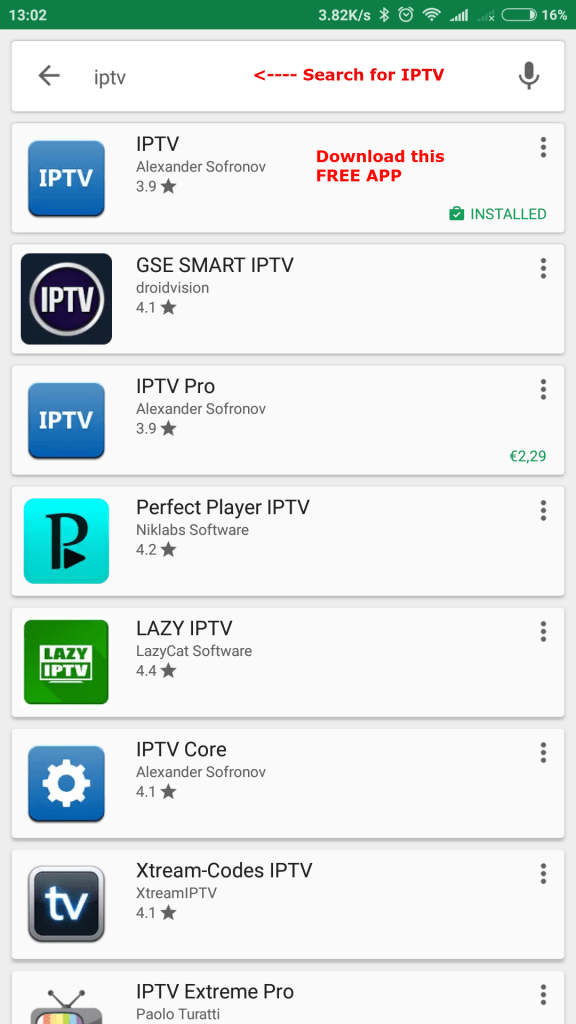 13:02 3.82K/s 16%
iptv <---- Search for IPTV
IPTV
IPTV
Alexander Sofronov
3.9
Download this
FREE APP
INSTALLED
IPTV
GSE SMART IPTV
droidvision
4.1
IPTV
IPTV Pro
Alexander Sofronov
3.9
€2,29
P
Perfect Player IPTV
Niklabs Software
4.2
LAZY
IPTV
LAZY IPTV
LazyCat Software
4.4
IPTV Core
Alexander Sofronov
4.1
tv
Xtream-Codes IPTV
XtreamIPTV
4.1
IPTV Extreme Pro
Paolo Turatti